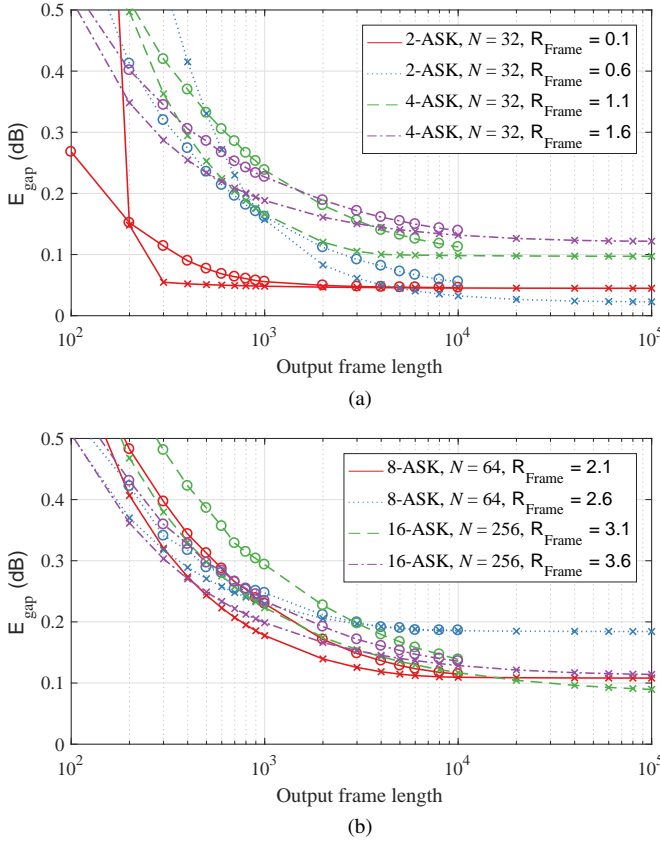 0.5
0.4
0.3
0.2
0.1
0
E_gap (dB)
2-ASK, N = 32, R_Frame = 0.1
2-ASK, N = 32, R_Frame = 0.6
4-ASK, N = 32, R_Frame = 1.1
4-ASK, N = 32, R_Frame = 1.6
10^2 10^3 10^4 10^5
Output frame length
(a)
0.5
0.4
0.3
0.2
0.1
0
E_gap (dB)
8-ASK, N = 64, R_Frame = 2.1
8-ASK, N = 64, R_Frame = 2.6
16-ASK, N = 256, R_Frame = 3.1
16-ASK, N = 256, R_Frame = 3.6
10^2 10^3 10^4 10^5
Output frame length
(b)